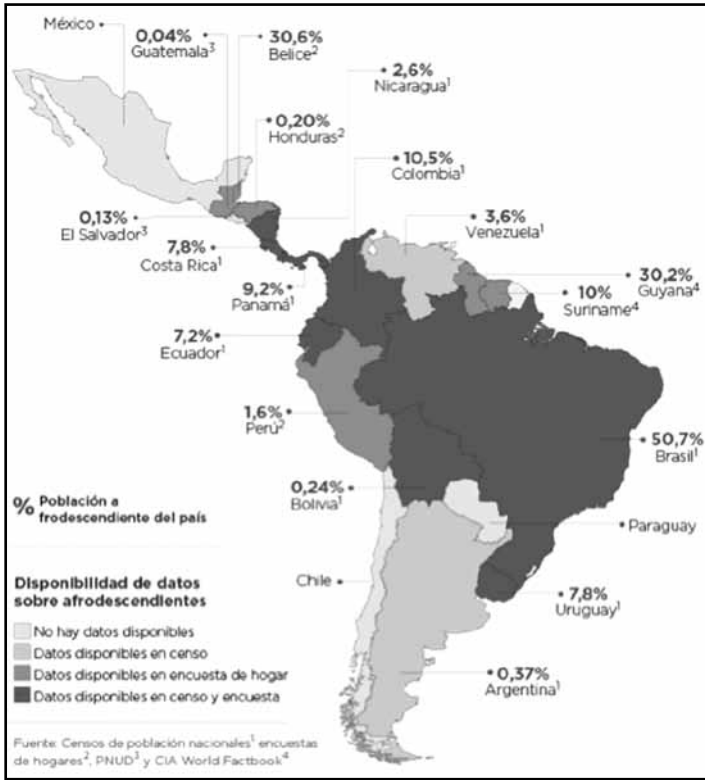 México
0,04%
Guatemala³
30,6%
Belice²
2,6%
Nicaragua¹
0,20%
Honduras²
10,5%
Colombia¹
0,13%
El Salvador³
3,6%
Venezuela¹
7,8%
Costa Rica¹
30,2%
Guyana⁴
9,2%
Panamá¹
10%
Suriname⁴
7,2%
Ecuador¹
1,6%
Perú²
50,7%
Brasil¹
0,24%
Bolivia¹
% Población a
frodescendiente del país
Paraguay
Chile
Disponibilidad de datos
sobre afrodescendientes
7,8%
Uruguay¹
No hay datos disponibles
Datos disponibles en censo
Datos disponibles en encuesta de hogar
Datos disponibles en censo y encuesta
0,37%
Argentina¹
Fuente: Censos de población nacionales¹ encuestas
de hogares², PNUD³ y CIA World Factbook⁴